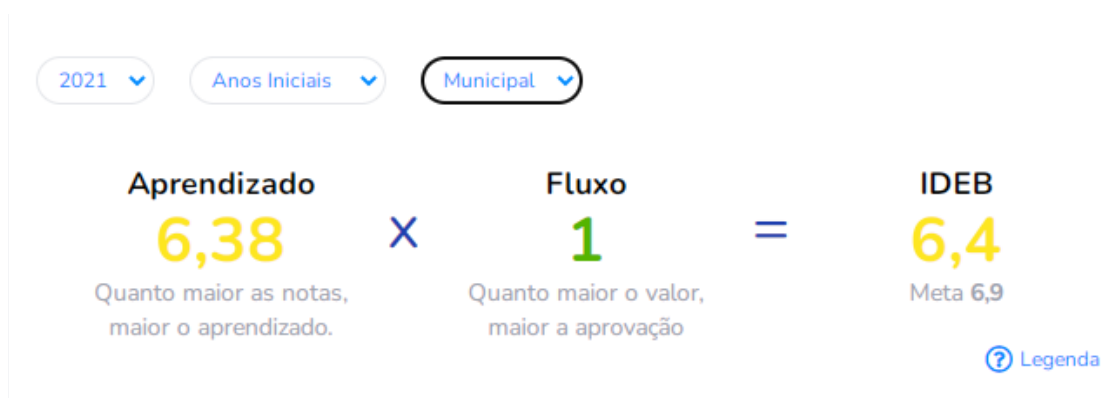 2021 Anos Iniciais Municipal
Aprendizado Fluxo IDEB
6,38 x 1 = 6,4
Quanto maior as notas, Quanto maior o valor, Meta 6,9
maior o aprendizado. maior a aprovação
? Legenda